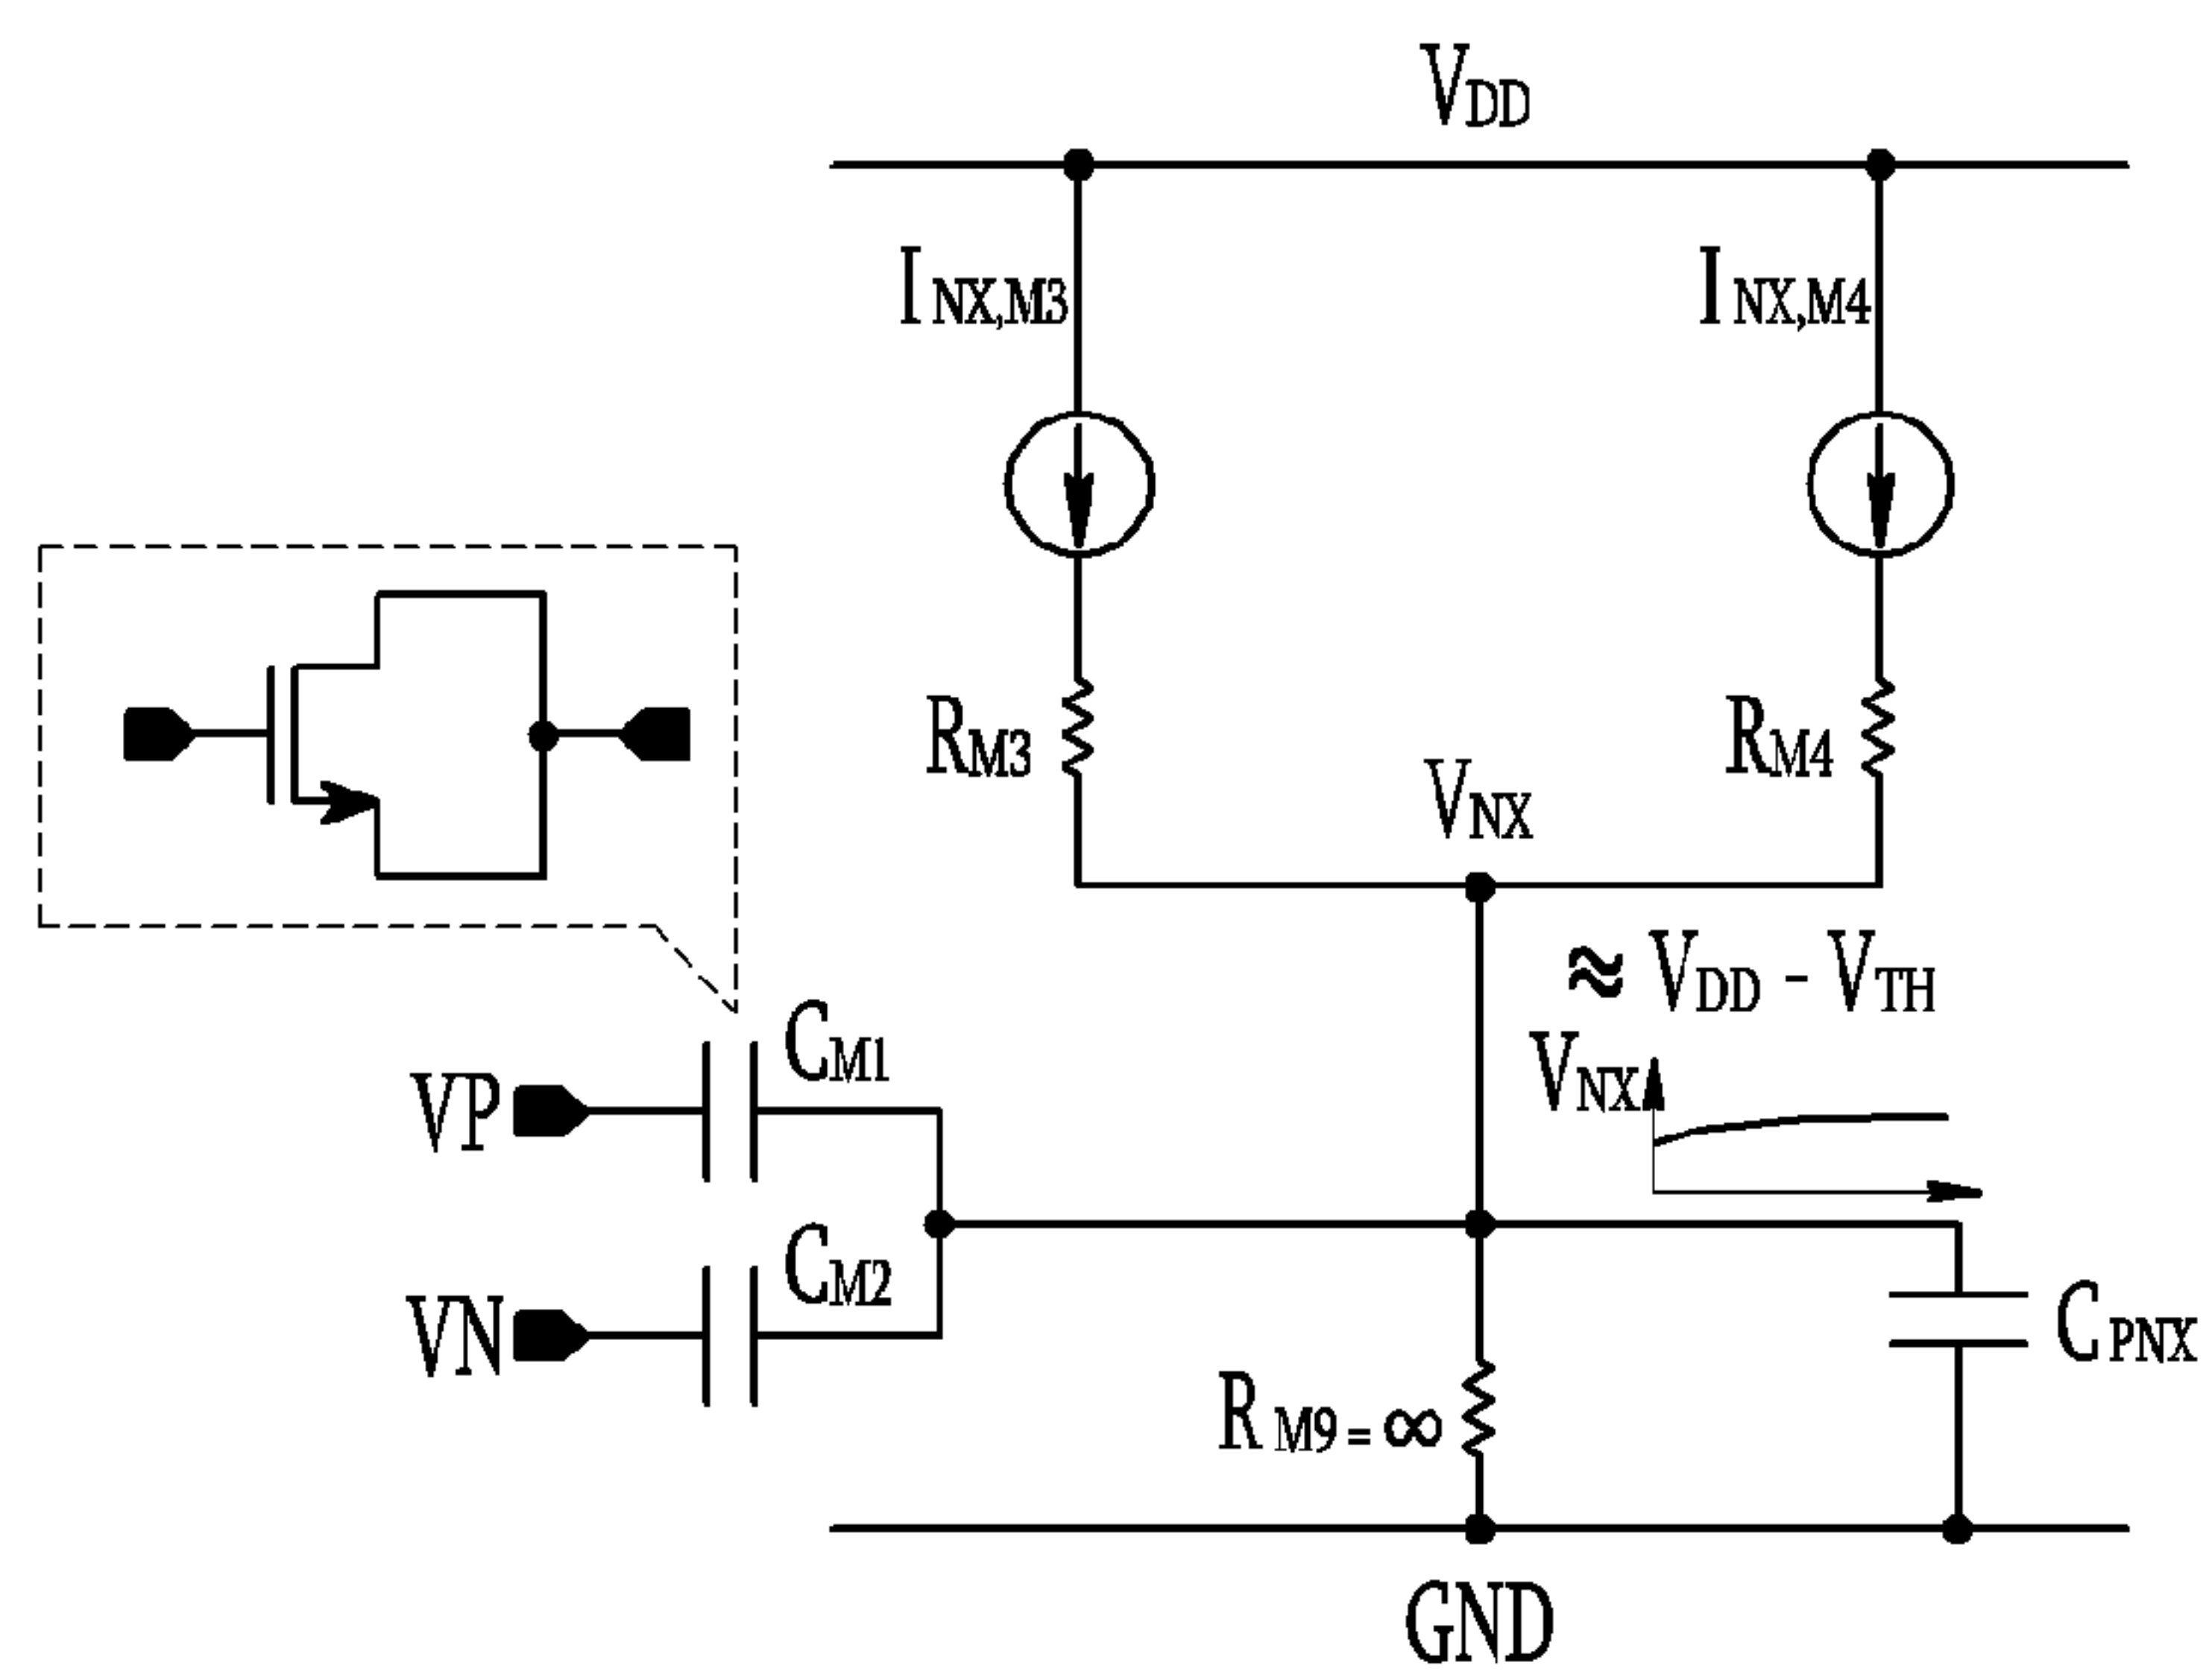 VDD
INX,M3
INX,M4
RM3
RM4
VNX
≈ VDD - VTH
VNX
CM1
VP
CM2
VN
CPNX
RM9 = ∞
GND